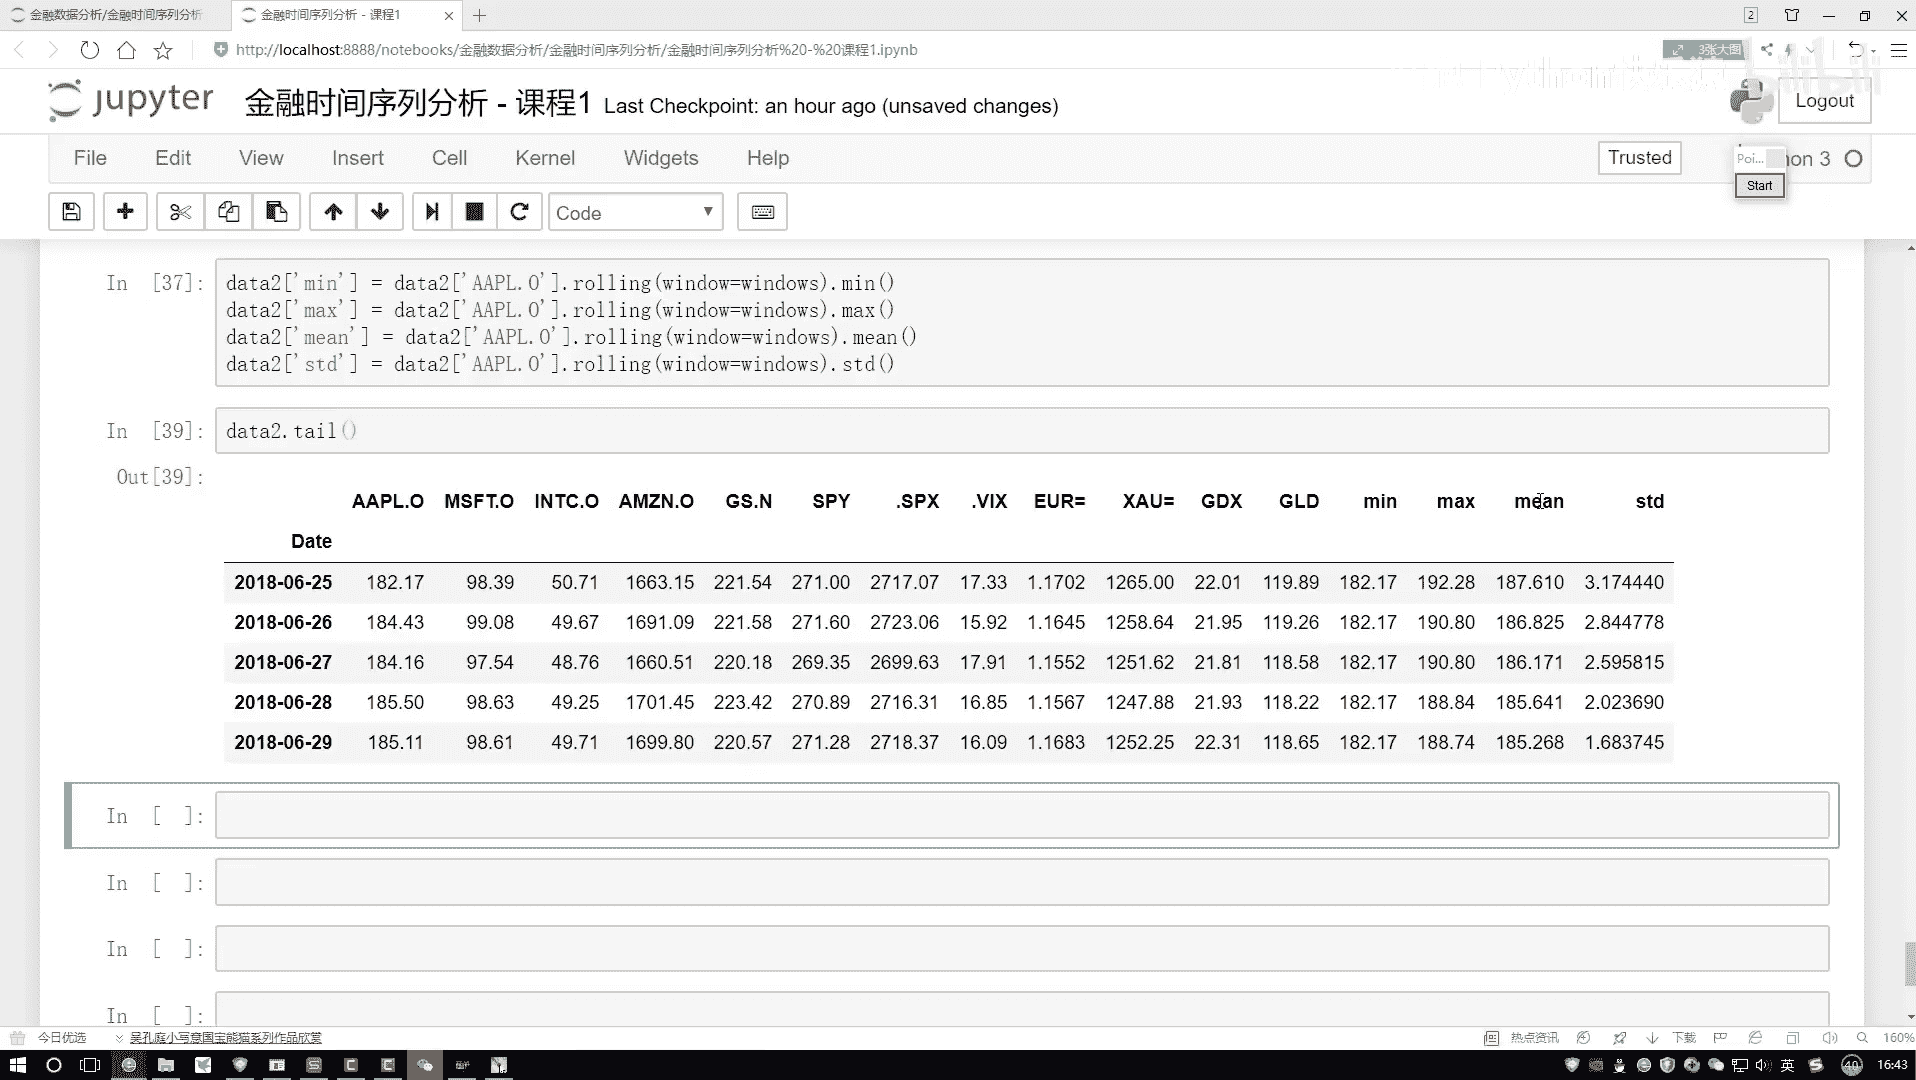 金融数据分析/金融时间序列分析
金融时间序列分析 - 课程1
2
http://localhost:8888/notebooks/金融数据分析/金融时间序列分析/金融时间序列分析%20-%20课程1.ipynb
3张大图
bilibili
jupyter
金融时间序列分析 - 课程1 Last Checkpoint: an hour ago (unsaved changes)
Logout
File Edit View Insert Cell Kernel Widgets Help
Trusted
Poi...
Start
Code
In [37]:
data2['min'] = data2['AAPL.O'].rolling(window=windows).min()
data2['max'] = data2['AAPL.O'].rolling(window=windows).max()
data2['mean'] = data2['AAPL.O'].rolling(window=windows).mean()
data2['std'] = data2['AAPL.O'].rolling(window=windows).std()
In [39]: data2.tail()
Out[39]:
AAPL.O MSFT.O INTC.O AMZN.O GS.N SPY .SPX .VIX EUR= XAU= GDX GLD min max mean std
Date
2018-06-25 182.17 98.39 50.71 1663.15 221.54 271.00 2717.07 17.33 1.1702 1265.00 22.01 119.89 182.17 192.28 187.610 3.174440
2018-06-26 184.43 99.08 49.67 1691.09 221.58 271.60 2723.06 15.92 1.1645 1258.64 21.95 119.26 182.17 190.80 186.825 2.844778
2018-06-27 184.16 97.54 48.76 1660.51 220.18 269.35 2699.63 17.91 1.1552 1251.62 21.81 118.58 182.17 190.80 186.171 2.595815
2018-06-28 185.50 98.63 49.25 1701.45 223.42 270.89 2716.31 16.85 1.1567 1247.88 21.93 118.22 182.17 188.84 185.641 2.023690
2018-06-29 185.11 98.61 49.71 1699.80 220.57 271.28 2718.37 16.09 1.1683 1252.25 22.31 118.65 182.17 188.74 185.268 1.683745
In [ ]:
In [ ]:
In [ ]:
In [ ]:
今日优选
吴孔庭小写意国宝熊猫系列作品欣赏
热点资讯
下载
160%
英
40
16:43